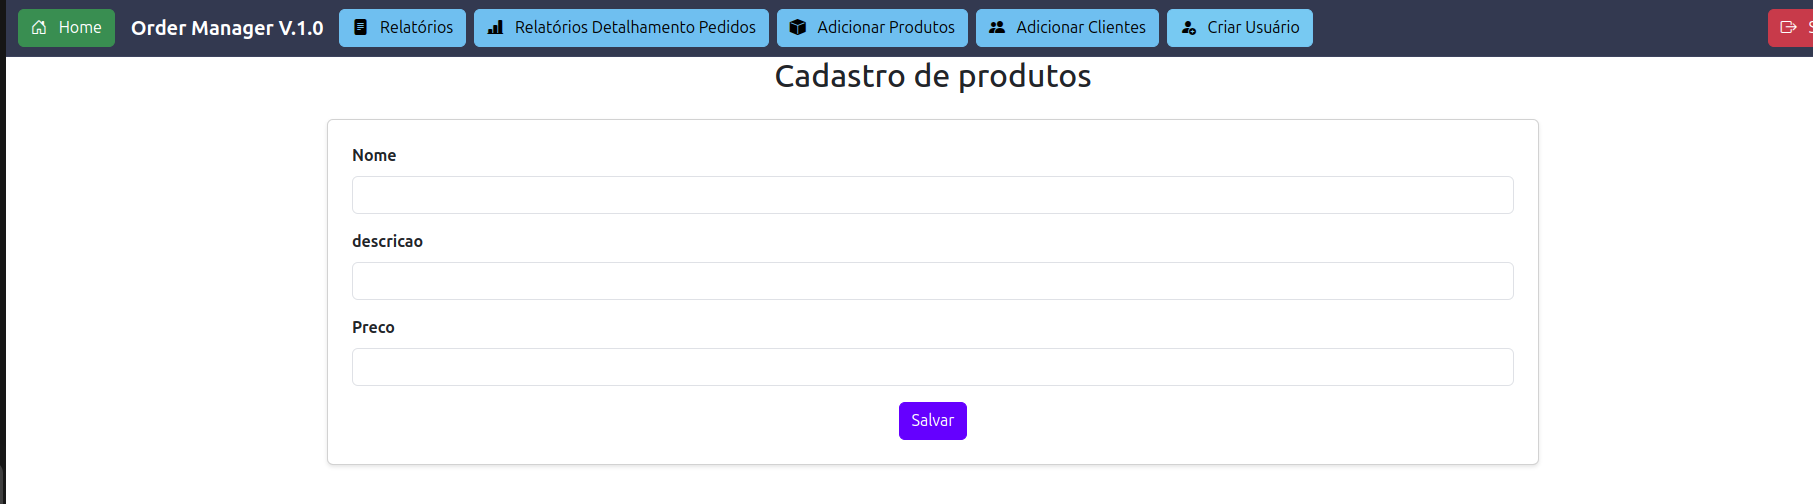 Home Order Manager V.1.0 Relatórios Relatórios Detalhamento Pedidos Adicionar Produtos Adicionar Clientes Criar Usuário
Cadastro de produtos
Nome
descricao
Preco
Salvar